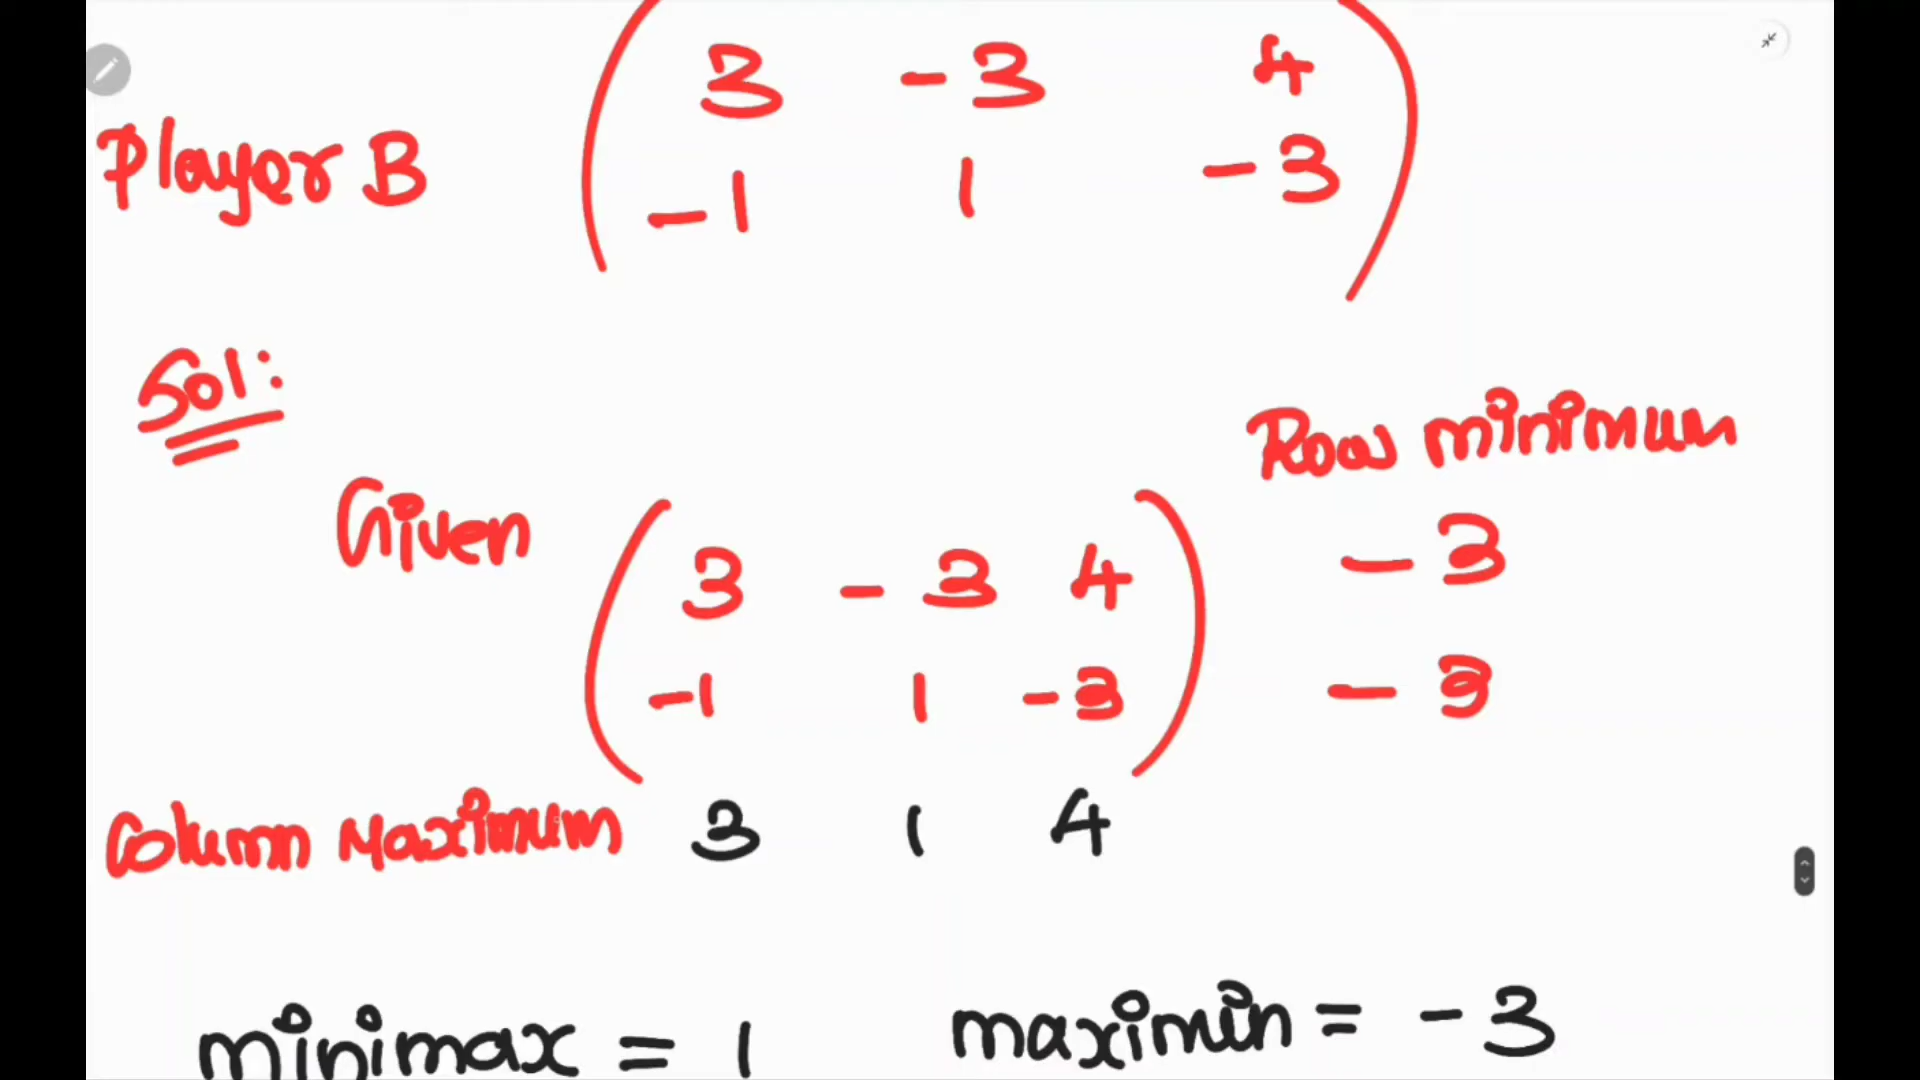 3 -3 4
Player B
-1 1 -3
Sol:
Row minimum
Given
3 -3 4 -3
-1 1 -3 -3
Column Maximum 3 1 4
minimax = 1 maximin = -3